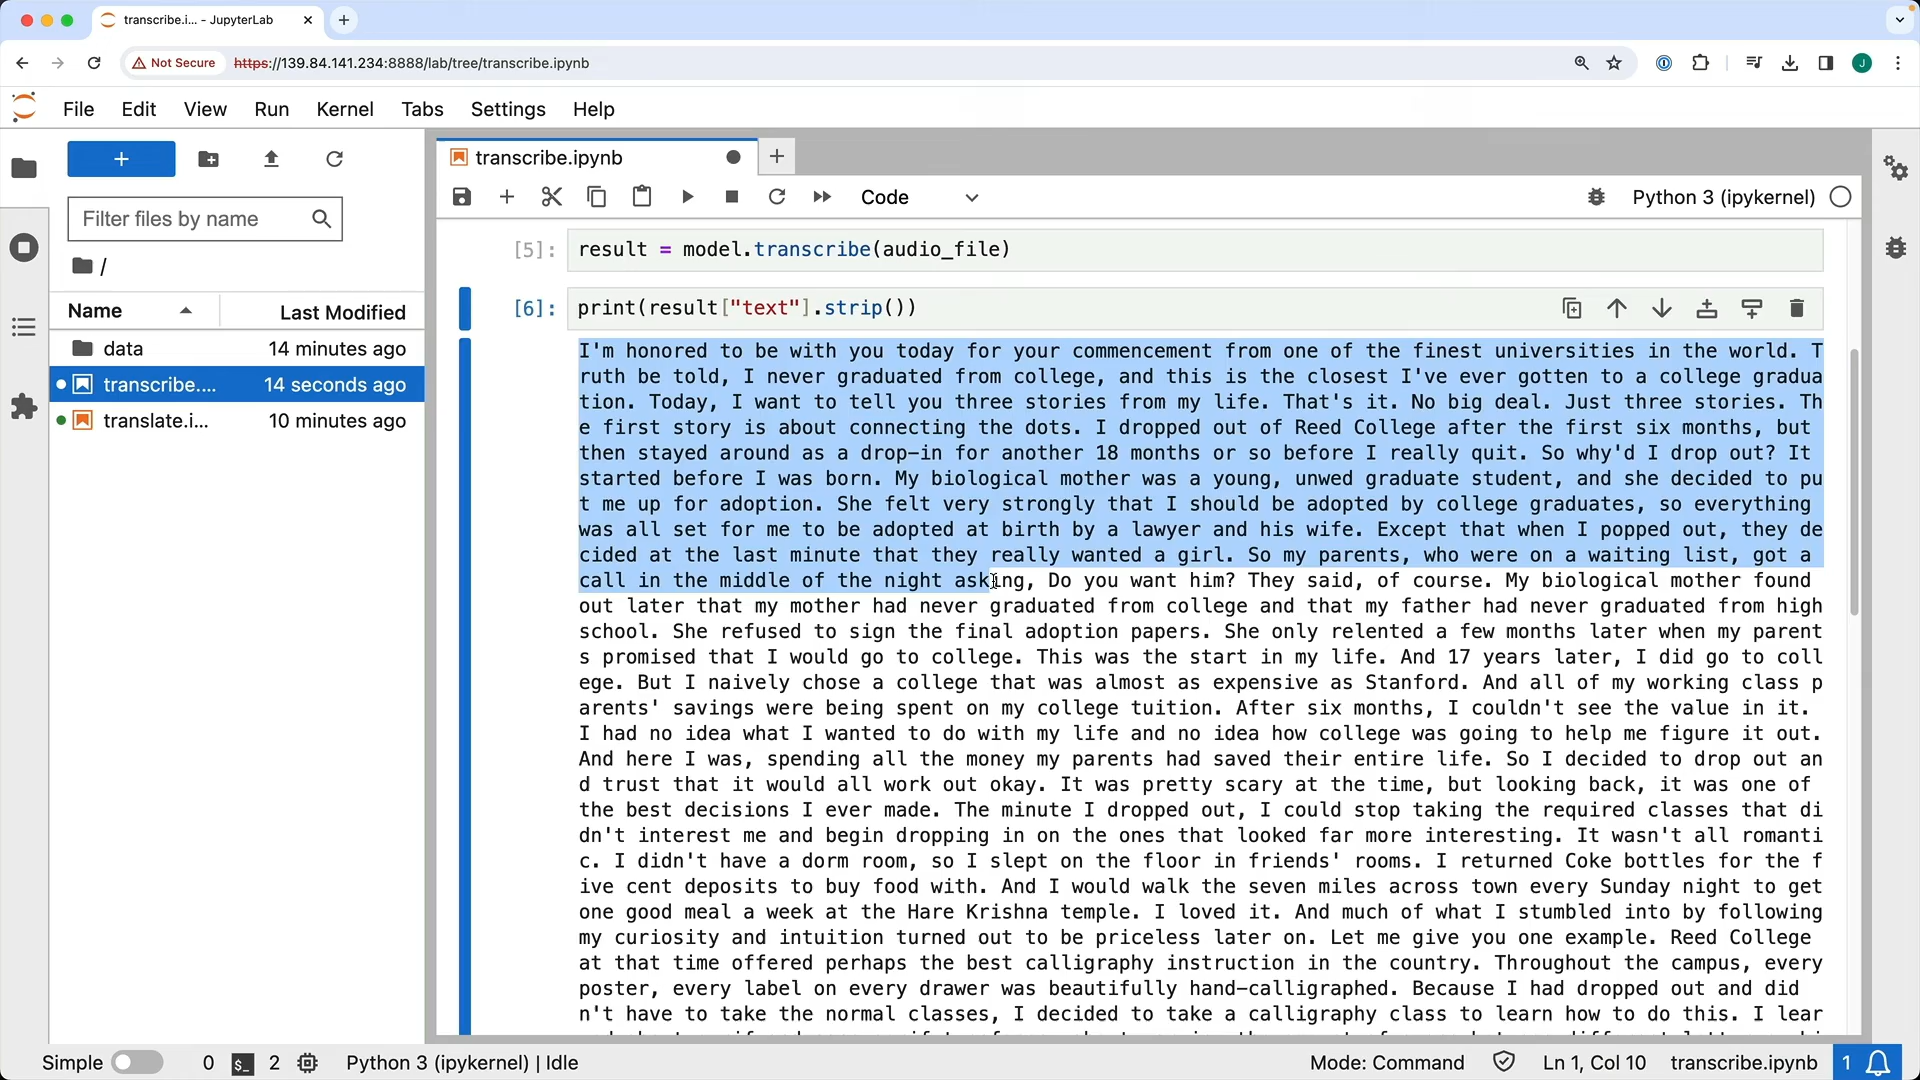 transcribe.i... - JupyterLab
Not Secure https://139.84.141.234:8888/lab/tree/transcribe.ipynb
J
File Edit View Run Kernel Tabs Settings Help
transcribe.ipynb
Filter files by name
Code
Python 3 (ipykernel)
/
Name Last Modified
data 14 minutes ago
transcribe.... 14 seconds ago
translate.i... 10 minutes ago
[5]: result = model.transcribe(audio_file)
[6]: print(result["text"].strip())
I'm honored to be with you today for your commencement from one of the finest universities in the world. T
ruth be told, I never graduated from college, and this is the closest I've ever gotten to a college gradua
tion. Today, I want to tell you three stories from my life. That's it. No big deal. Just three stories. Th
e first story is about connecting the dots. I dropped out of Reed College after the first six months, but
then stayed around as a drop-in for another 18 months or so before I really quit. So why'd I drop out? It
started before I was born. My biological mother was a young, unwed graduate student, and she decided to pu
t me up for adoption. She felt very strongly that I should be adopted by college graduates, so everything
was all set for me to be adopted at birth by a lawyer and his wife. Except that when I popped out, they de
cided at the last minute that they really wanted a girl. So my parents, who were on a waiting list, got a
call in the middle of the night asking, Do you want him? They said, of course. My biological mother found
out later that my mother had never graduated from college and that my father had never graduated from high
school. She refused to sign the final adoption papers. She only relented a few months later when my parent
s promised that I would go to college. This was the start in my life. And 17 years later, I did go to coll
ege. But I naively chose a college that was almost as expensive as Stanford. And all of my working class p
arents' savings were being spent on my college tuition. After six months, I couldn't see the value in it.
I had no idea what I wanted to do with my life and no idea how college was going to help me figure it out.
And here I was, spending all the money my parents had saved their entire life. So I decided to drop out an
d trust that it would all work out okay. It was pretty scary at the time, but looking back, it was one of
the best decisions I ever made. The minute I dropped out, I could stop taking the required classes that di
dn't interest me and begin dropping in on the ones that looked far more interesting. It wasn't all romanti
c. I didn't have a dorm room, so I slept on the floor in friends' rooms. I returned Coke bottles for the f
ive cent deposits to buy food with. And I would walk the seven miles across town every Sunday night to get
one good meal a week at the Hare Krishna temple. I loved it. And much of what I stumbled into by following
my curiosity and intuition turned out to be priceless later on. Let me give you one example. Reed College
at that time offered perhaps the best calligraphy instruction in the country. Throughout the campus, every
poster, every label on every drawer was beautifully hand-calligraphed. Because I had dropped out and did
n't have to take the normal classes, I decided to take a calligraphy class to learn how to do this. I lear
Simple 0 2 Python 3 (ipykernel) | Idle Mode: Command Ln 1, Col 10 transcribe.ipynb 1